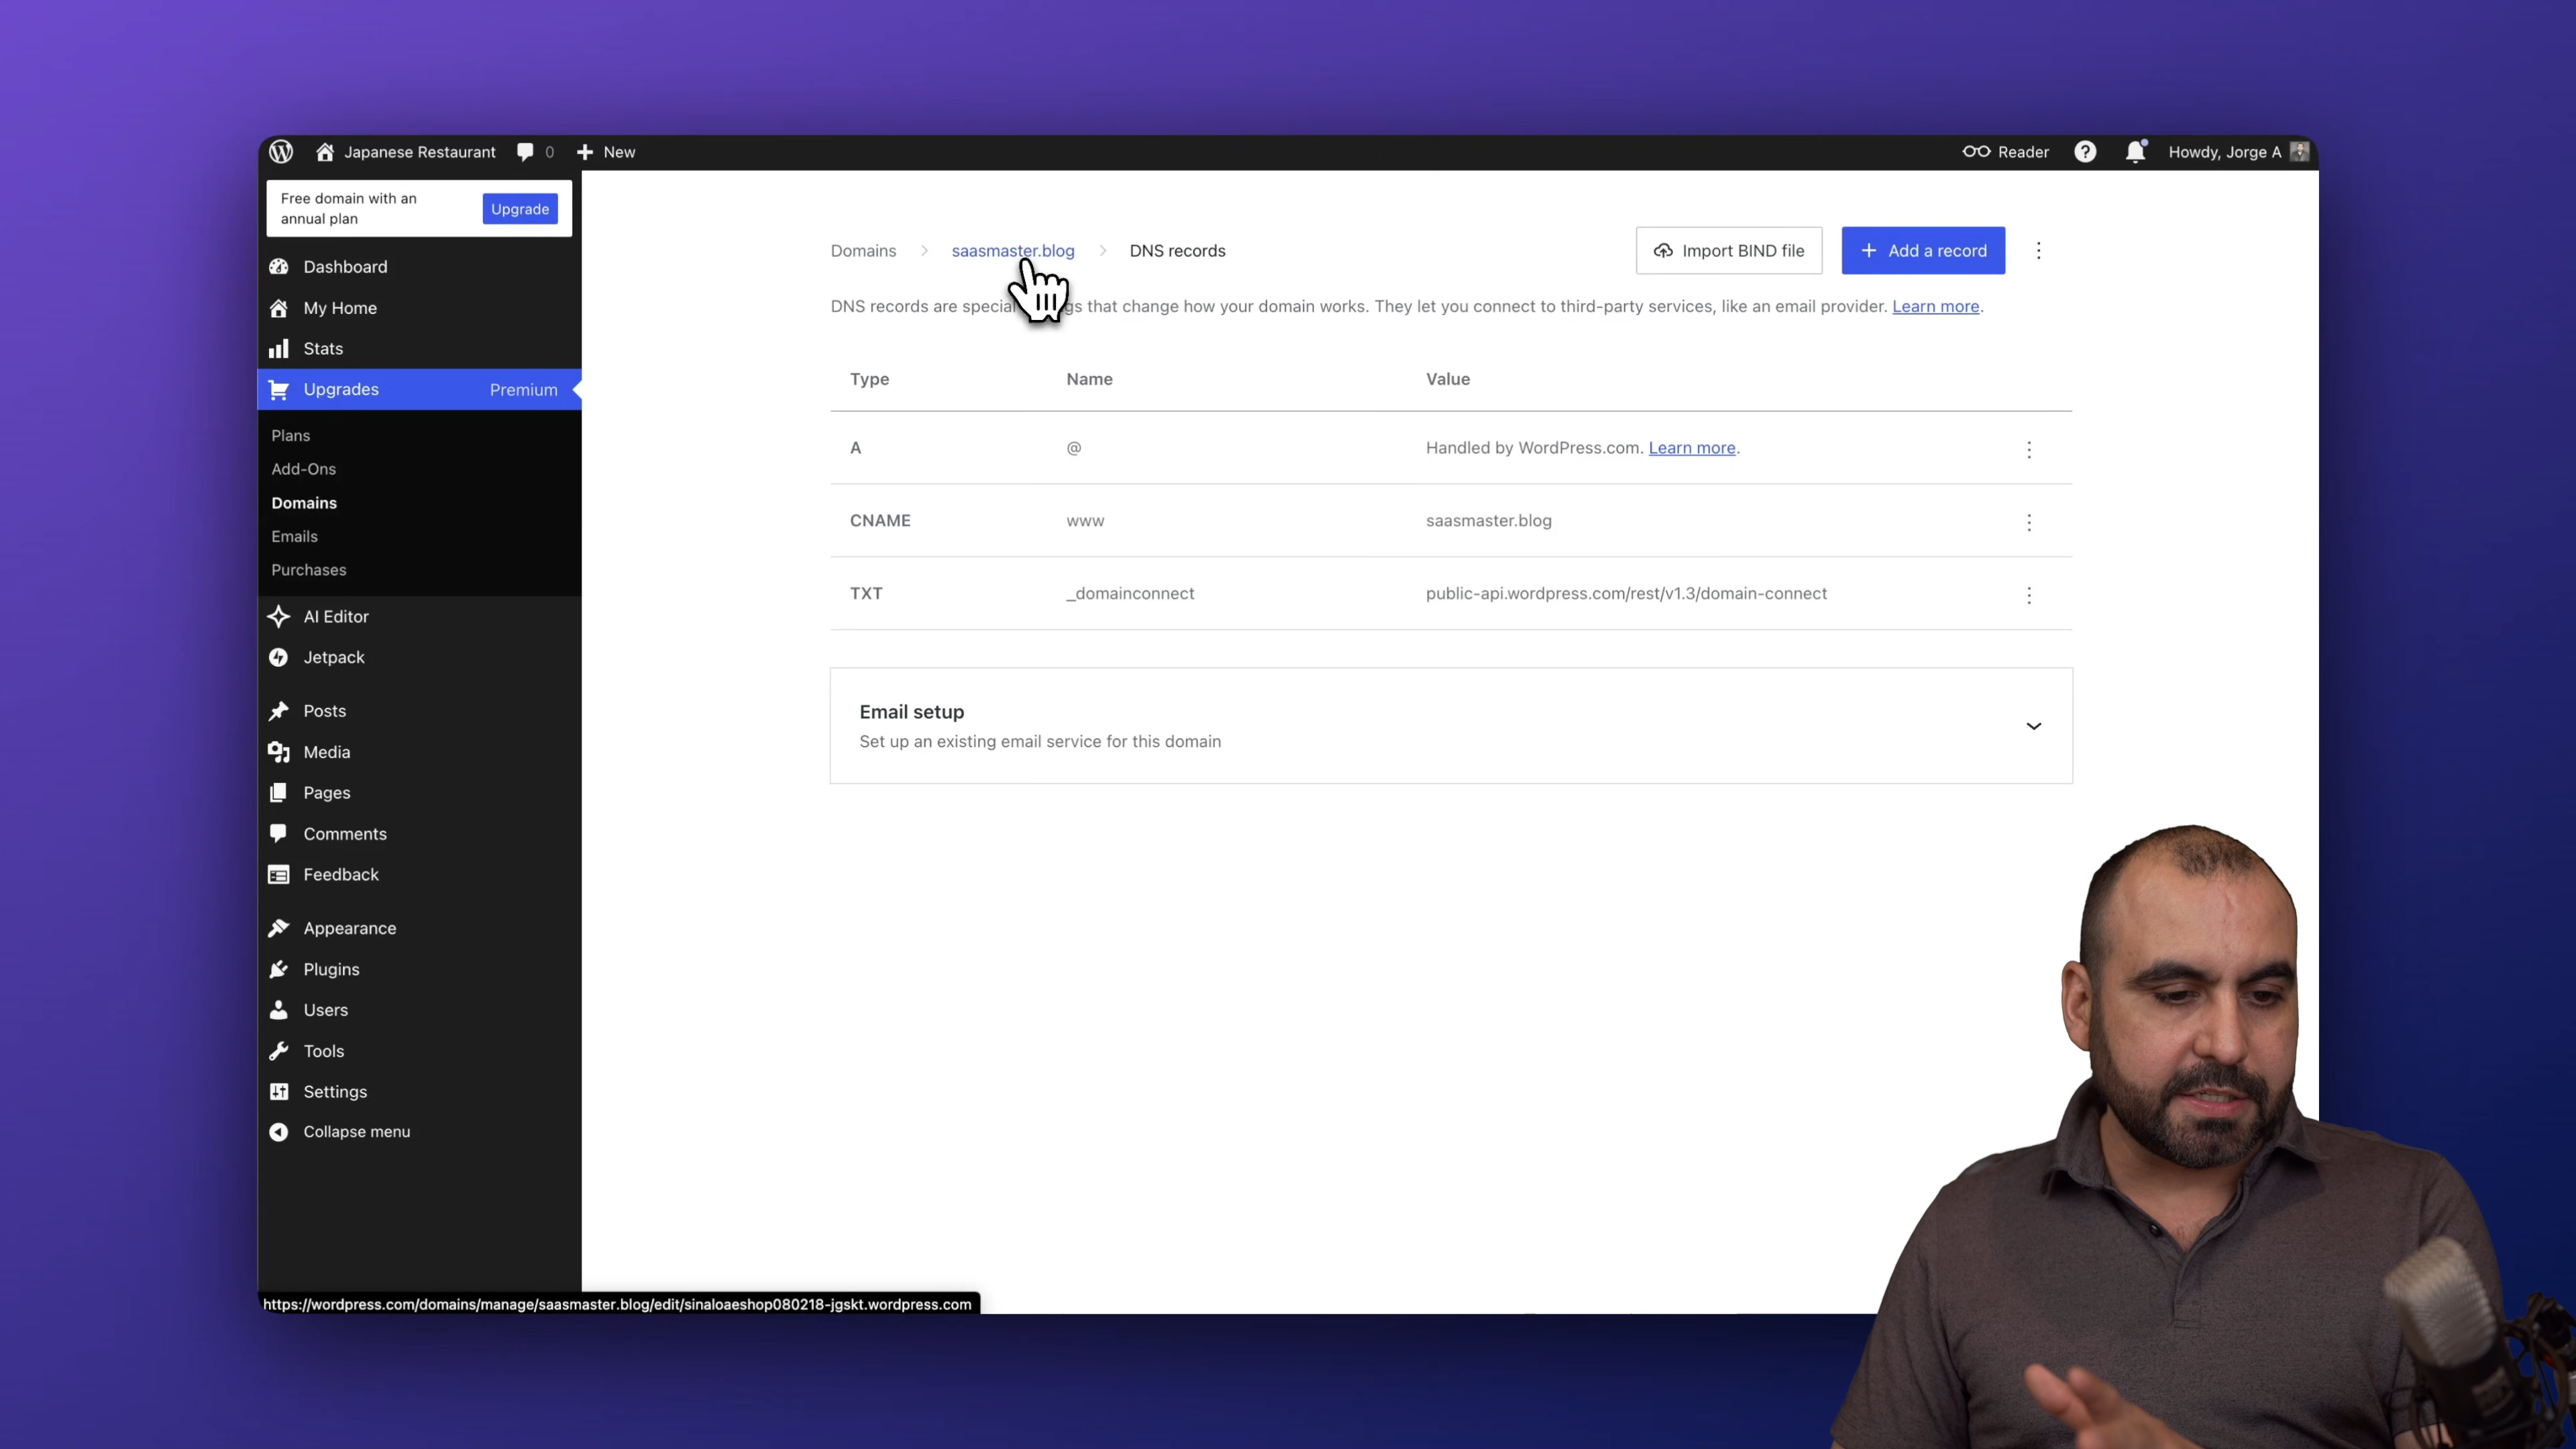 Japanese Restaurant 0 New Reader Howdy, Jorge A
Free domain with an
annual plan
Upgrade
Dashboard
My Home
Stats
Upgrades Premium
Plans
Add-Ons
Domains
Emails
Purchases
AI Editor
Jetpack
Posts
Media
Pages
Comments
Feedback
Appearance
Plugins
Users
Tools
Settings
Collapse menu
Domains > saasmaster.blog > DNS records Import BIND file + Add a record
DNS records are special gs that change how your domain works. They let you connect to third-party services, like an email provider. Learn more.
Type Name Value
A @ Handled by WordPress.com. Learn more.
CNAME www saasmaster.blog
TXT _domainconnect public-api.wordpress.com/rest/v1.3/domain-connect
Email setup
Set up an existing email service for this domain
https://wordpress.com/domains/manage/saasmaster.blog/edit/sinaloaeshop080218-jgskt.wordpress.com